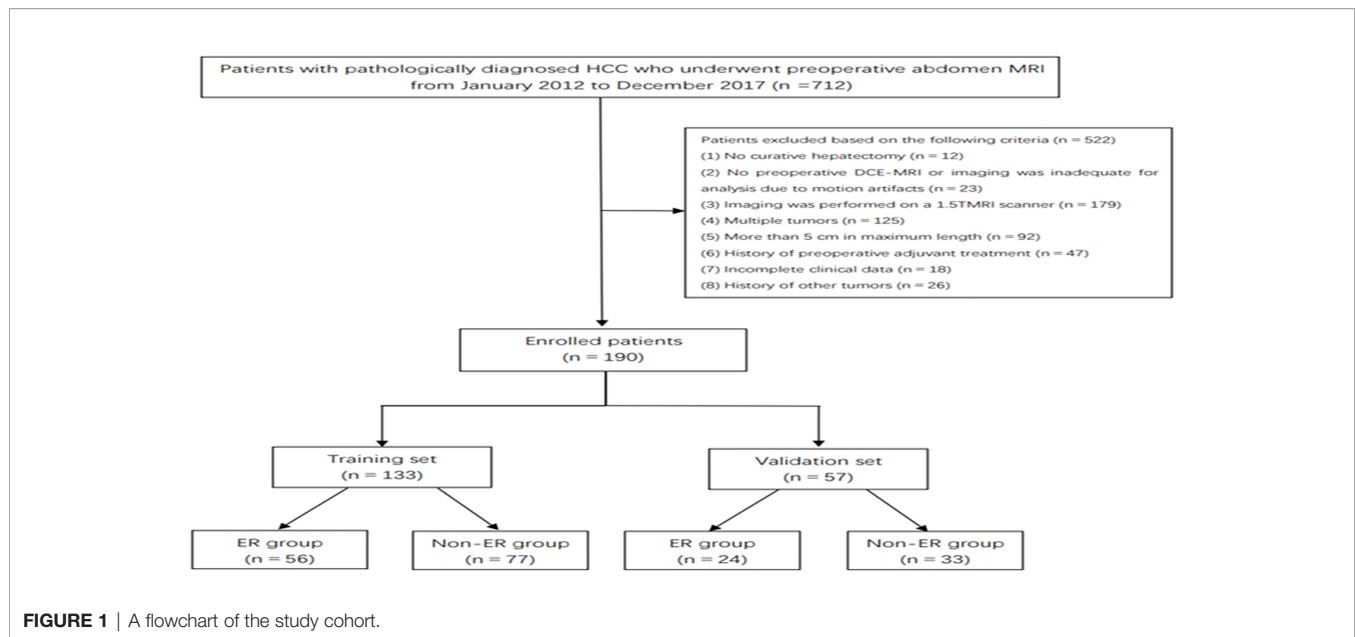 Patients with pathologically diagnosed HCC who underwent preoperative abdomen MRI
from January 2012 to December 2017 (n =712)
Patients excluded based on the following criteria (n = 522)
(1) No curative hepatectomy (n = 12)
(2) No preoperative DCE-MRI or imaging was inadequate for
analysis due to motion artifacts (n = 23)
(3) Imaging was performed on a 1.5TMRI scanner (n = 179)
(4) Multiple tumors (n = 125)
(5) More than 5 cm in maximum length (n = 92)
(6) History of preoperative adjuvant treatment (n = 47)
(7) Incomplete clinical data (n = 18)
(8) History of other tumors (n = 26)
Enrolled patients
(n = 190)
Training set
(n = 133)
Validation set
(n = 57)
ER group
(n = 56)
Non-ER group
(n = 77)
ER group
(n = 24)
Non-ER group
(n = 33)
FIGURE 1 | A flowchart of the study cohort.